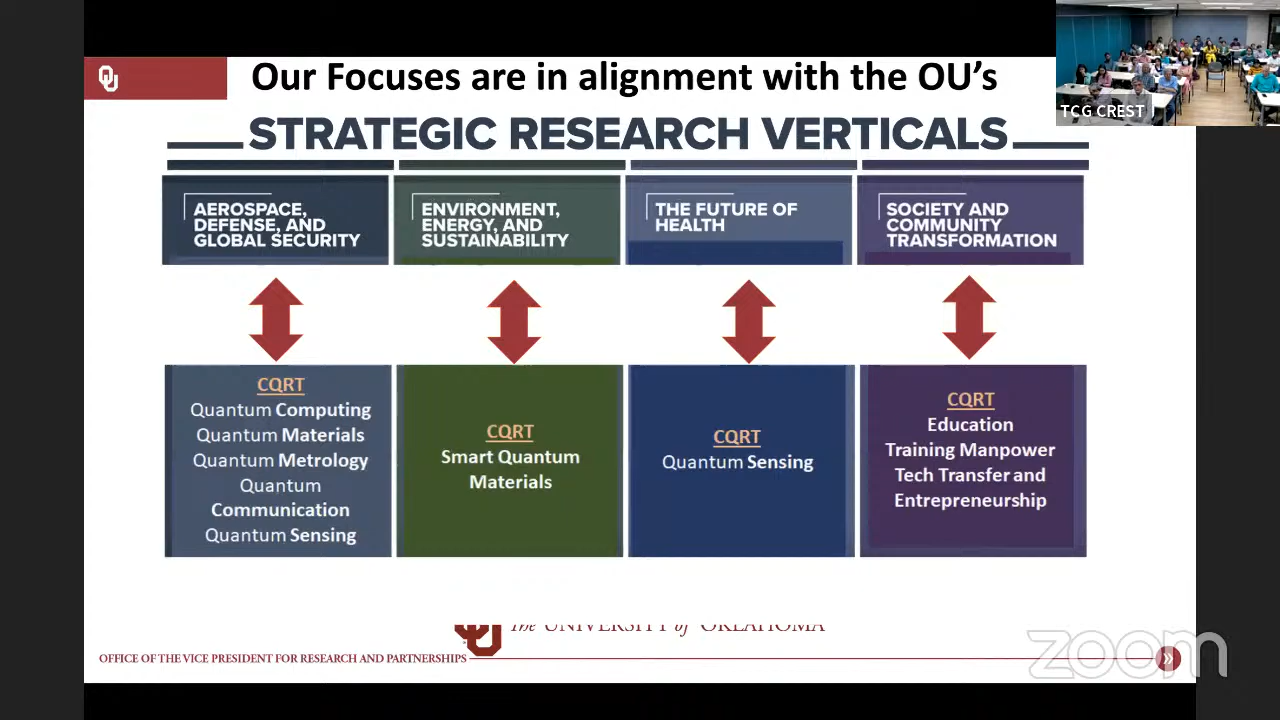 OU
Our Focuses are in alignment with the OU's
TCG CREST
STRATEGIC RESEARCH VERTICALS
AEROSPACE,
DEFENSE, AND
GLOBAL SECURITY
ENVIRONMENT,
ENERGY, AND
SUSTAINABILITY
THE FUTURE OF
HEALTH
SOCIETY AND
COMMUNITY
TRANSFORMATION
CQRT
Quantum Computing
Quantum Materials
Quantum Metrology
Quantum
Communication
Quantum Sensing
CQRT
Smart Quantum
Materials
CQRT
Quantum Sensing
CQRT
Education
Training Manpower
Tech Transfer and
Entrepreneurship
The UNIVERSITY of OKLAHOMA
OFFICE OF THE VICE PRESIDENT FOR RESEARCH AND PARTNERSHIPS
zoom